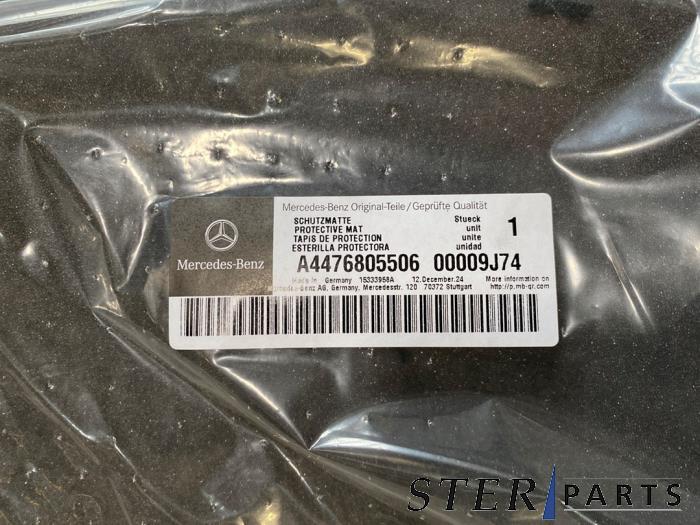 Mercedes-Benz Original-Teile/Geprüfte Qualität
SCHUTZMATTE Stueck 1
PROTECTIVE MAT unit
TAPIS DE PROTECTION unite
ESTERILLA PROTECTORA unidad
Mercedes-Benz
A4476805506 00009J74
Made in Germany 15333958A 12.December.24 More information on
Mercedes-Benz AG, Germany, Mercedesstr. 120 70372 Stuttgart http://p.mb-qr.com
STER PARTS